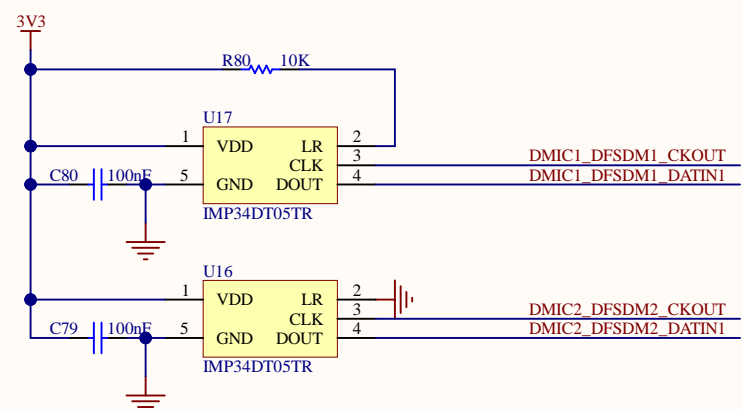 3V3
R80 10K
U17
1 VDD LR 2
CLK 3 DMIC1_DFSDM1_CKOUT
C80 100nF 5 GND DOUT 4 DMIC1_DFSDM1_DATIN1
IMP34DT05TR
U16
1 VDD LR 2
CLK 3 DMIC2_DFSDM2_CKOUT
C79 100nF 5 GND DOUT 4 DMIC2_DFSDM2_DATIN1
IMP34DT05TR